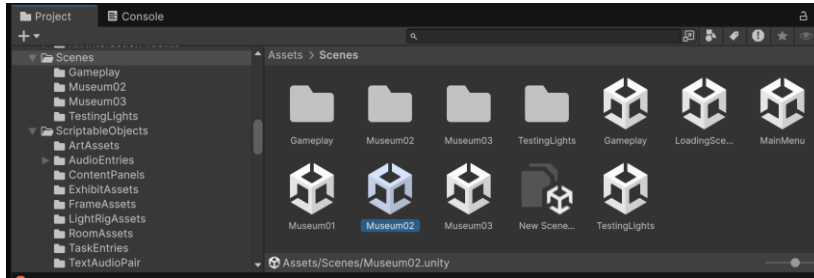 Project
Console
Scenes
Gameplay
Museum02
Museum03
TestingLights
ScriptableObjects
ArtAssets
AudioEntries
ContentPanels
ExhibitAssets
FrameAssets
LightRigAssets
RoomAssets
TaskEntries
TextAudioPair
Assets > Scenes
Gameplay Museum02 Museum03 TestingLights Gameplay LoadingSce... MainMenu
Museum01 Museum02 Museum03 New Scene... TestingLights
Assets/Scenes/Museum02.unity